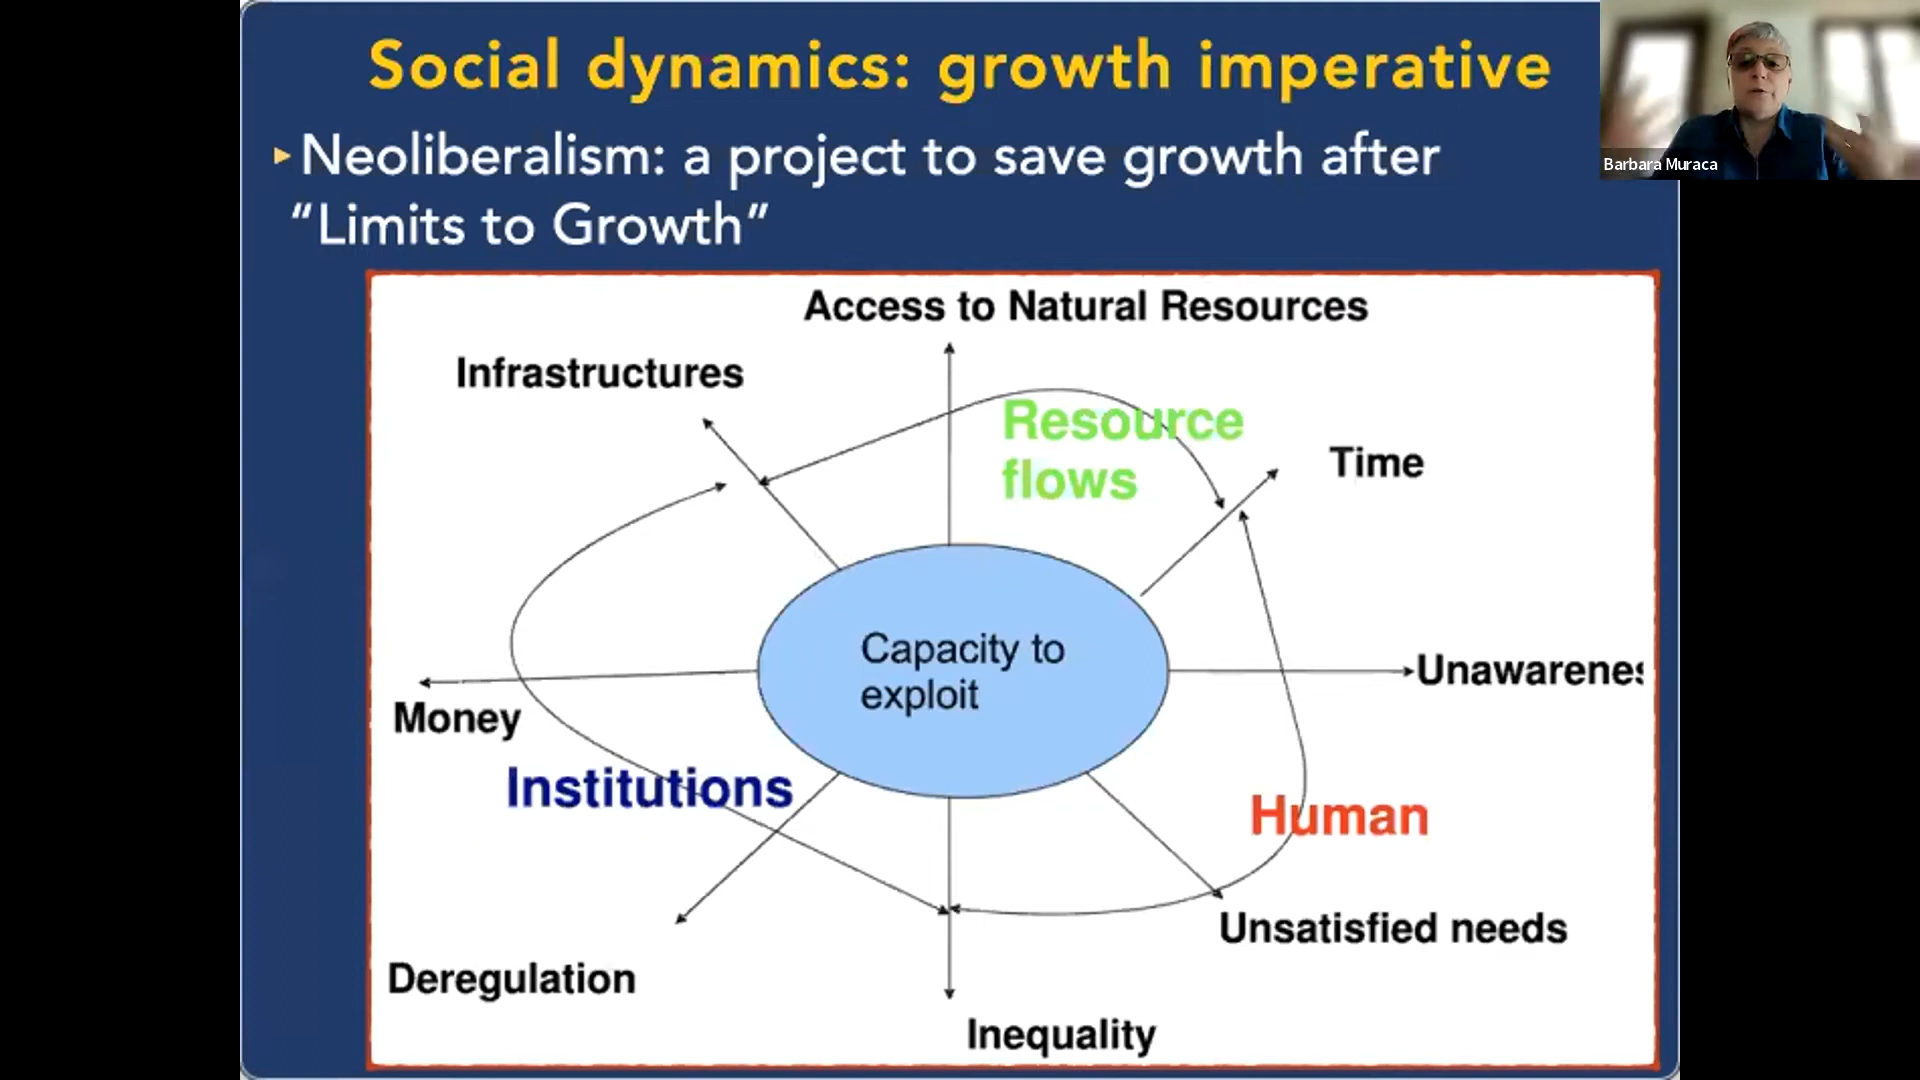 Social dynamics: growth imperative
▸Neoliberalism: a project to save growth after
“Limits to Growth”
Barbara Muraca
Access to Natural Resources
Infrastructures
Resource
flows
Time
Capacity to
exploit
Unawarenes
Money
Institutions
Human
Unsatisfied needs
Deregulation
Inequality